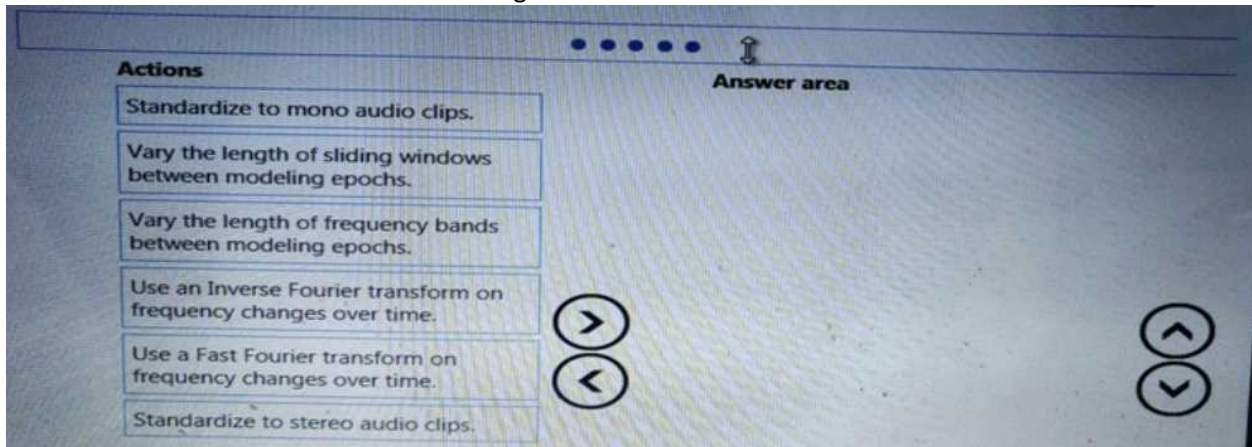 Actions
Answer area
Standardize to mono audio clips.
Vary the length of sliding windows
between modeling epochs.
Vary the length of frequency bands
between modeling epochs.
Use an Inverse Fourier transform on
frequency changes over time.
Use a Fast Fourier transform on
frequency changes over time.
Standardize to stereo audio clips.